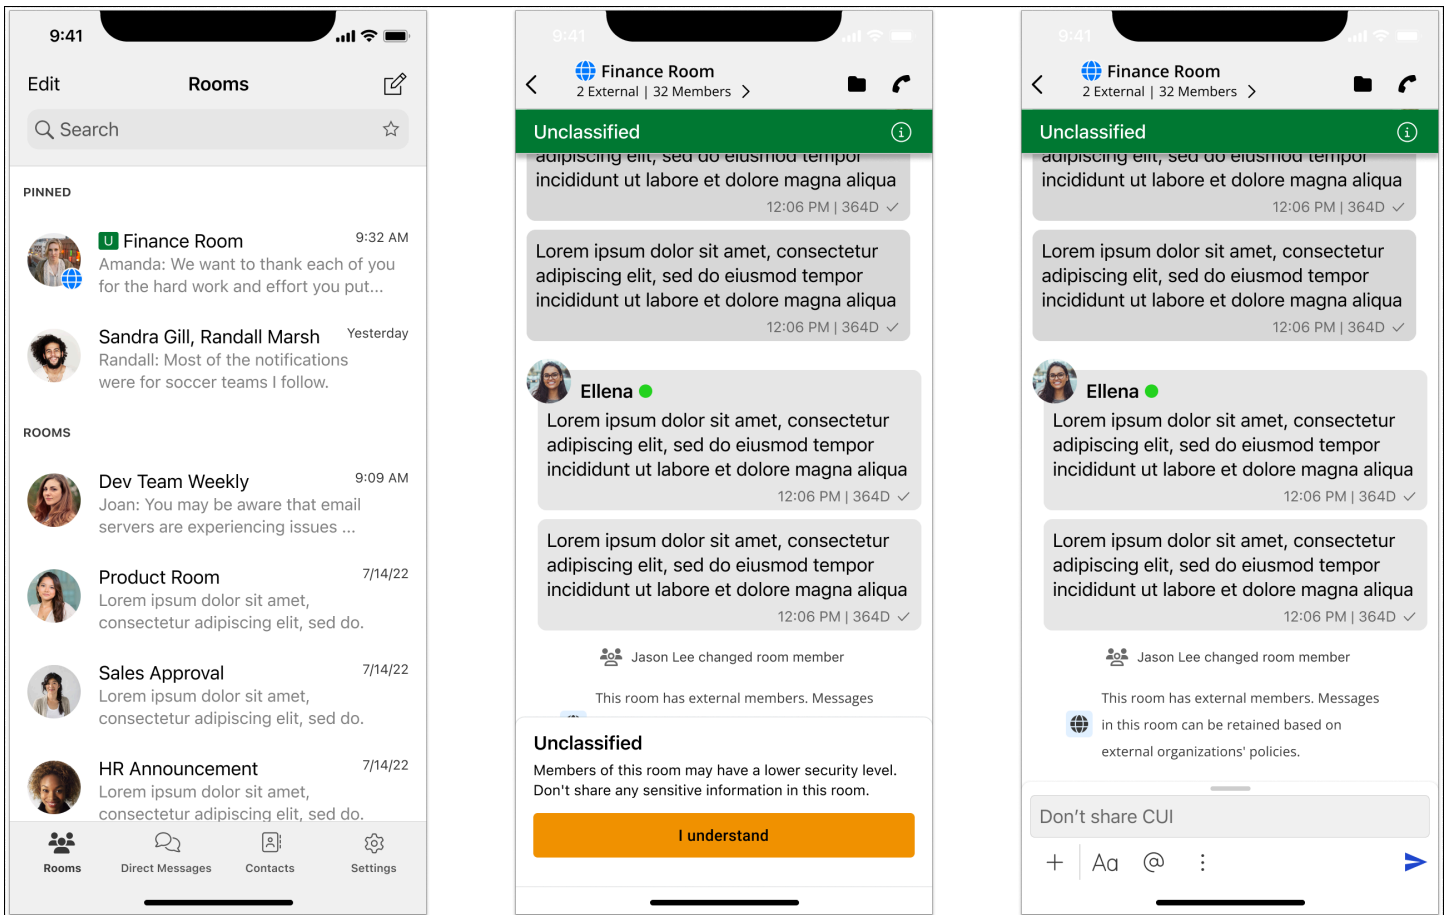 9:41
Edit
Rooms
Search
PINNED
U Finance Room
9:32 AM
Amanda: We want to thank each of you
for the hard work and effort you put...
Sandra Gill, Randall Marsh
Yesterday
Randall: Most of the notifications
were for soccer teams I follow.
ROOMS
Dev Team Weekly
9:09 AM
Joan: You may be aware that email
servers are experiencing issues ...
Product Room
7/14/22
Lorem ipsum dolor sit amet,
consectetur adipiscing elit, sed do.
Sales Approval
7/14/22
Lorem ipsum dolor sit amet,
consectetur adipiscing elit, sed do.
HR Announcement
7/14/22
Lorem ipsum dolor sit amet,
consectetur adipiscing elit, sed do.
Rooms
Direct Messages
Contacts
Settings
9:41
Finance Room
2 External | 32 Members
Unclassified
adipiscing elit, sed do eiusmod tempor
incididunt ut labore et dolore magna aliqua
12:06 PM | 364D
Lorem ipsum dolor sit amet, consectetur
adipiscing elit, sed do eiusmod tempor
incididunt ut labore et dolore magna aliqua
12:06 PM | 364D
Ellena
Lorem ipsum dolor sit amet, consectetur
adipiscing elit, sed do eiusmod tempor
incididunt ut labore et dolore magna aliqua
12:06 PM | 364D
Lorem ipsum dolor sit amet, consectetur
adipiscing elit, sed do eiusmod tempor
incididunt ut labore et dolore magna aliqua
12:06 PM | 364D
Jason Lee changed room member
This room has external members. Messages
Unclassified
Members of this room may have a lower security level.
Don't share any sensitive information in this room.
I understand
9:41
Finance Room
2 External | 32 Members
Unclassified
adipiscing elit, sed do eiusmod tempor
incididunt ut labore et dolore magna aliqua
12:06 PM | 364D
Lorem ipsum dolor sit amet, consectetur
adipiscing elit, sed do eiusmod tempor
incididunt ut labore et dolore magna aliqua
12:06 PM | 364D
Ellena
Lorem ipsum dolor sit amet, consectetur
adipiscing elit, sed do eiusmod tempor
incididunt ut labore et dolore magna aliqua
12:06 PM | 364D
Lorem ipsum dolor sit amet, consectetur
adipiscing elit, sed do eiusmod tempor
incididunt ut labore et dolore magna aliqua
12:06 PM | 364D
Jason Lee changed room member
This room has external members. Messages
in this room can be retained based on
external organizations' policies.
Don’t share CUI
Aa @